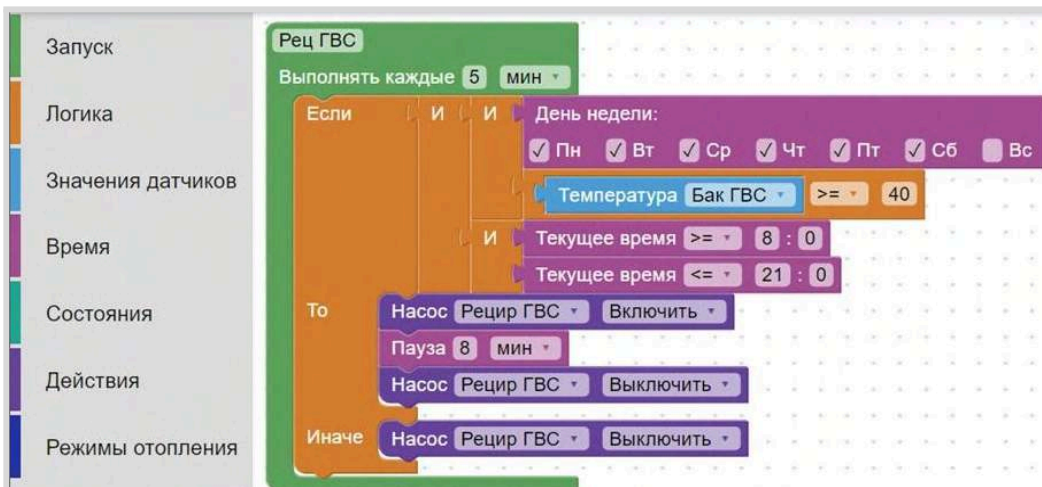 Запуск
Логика
Значения датчиков
Время
Состояния
Действия
Режимы отопления
Рец ГВС
Выполнять каждые 5 мин
Если И И День недели:
Пн Вт Ср Чт Пт Сб Вс
Температура Бак ГВС >= 40
И Текущее время >= 8 : 0
Текущее время <= 21 : 0
То Насос Рецир ГВС Включить
Пауза 8 мин
Насос Рецир ГВС Выключить
Иначе Насос Рецир ГВС Выключить